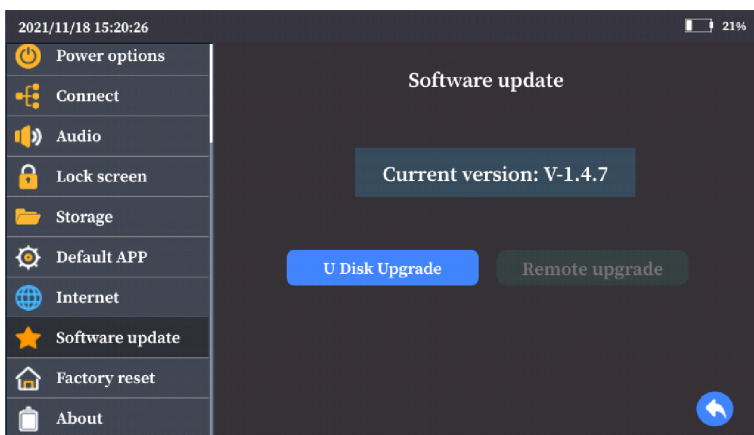 2021/11/18 15:20:26
21%
Power options
Connect
Audio
Lock screen
Storage
Default APP
Internet
Software update
Factory reset
About
Software update
Current version: V-1.4.7
U Disk Upgrade
Remote upgrade